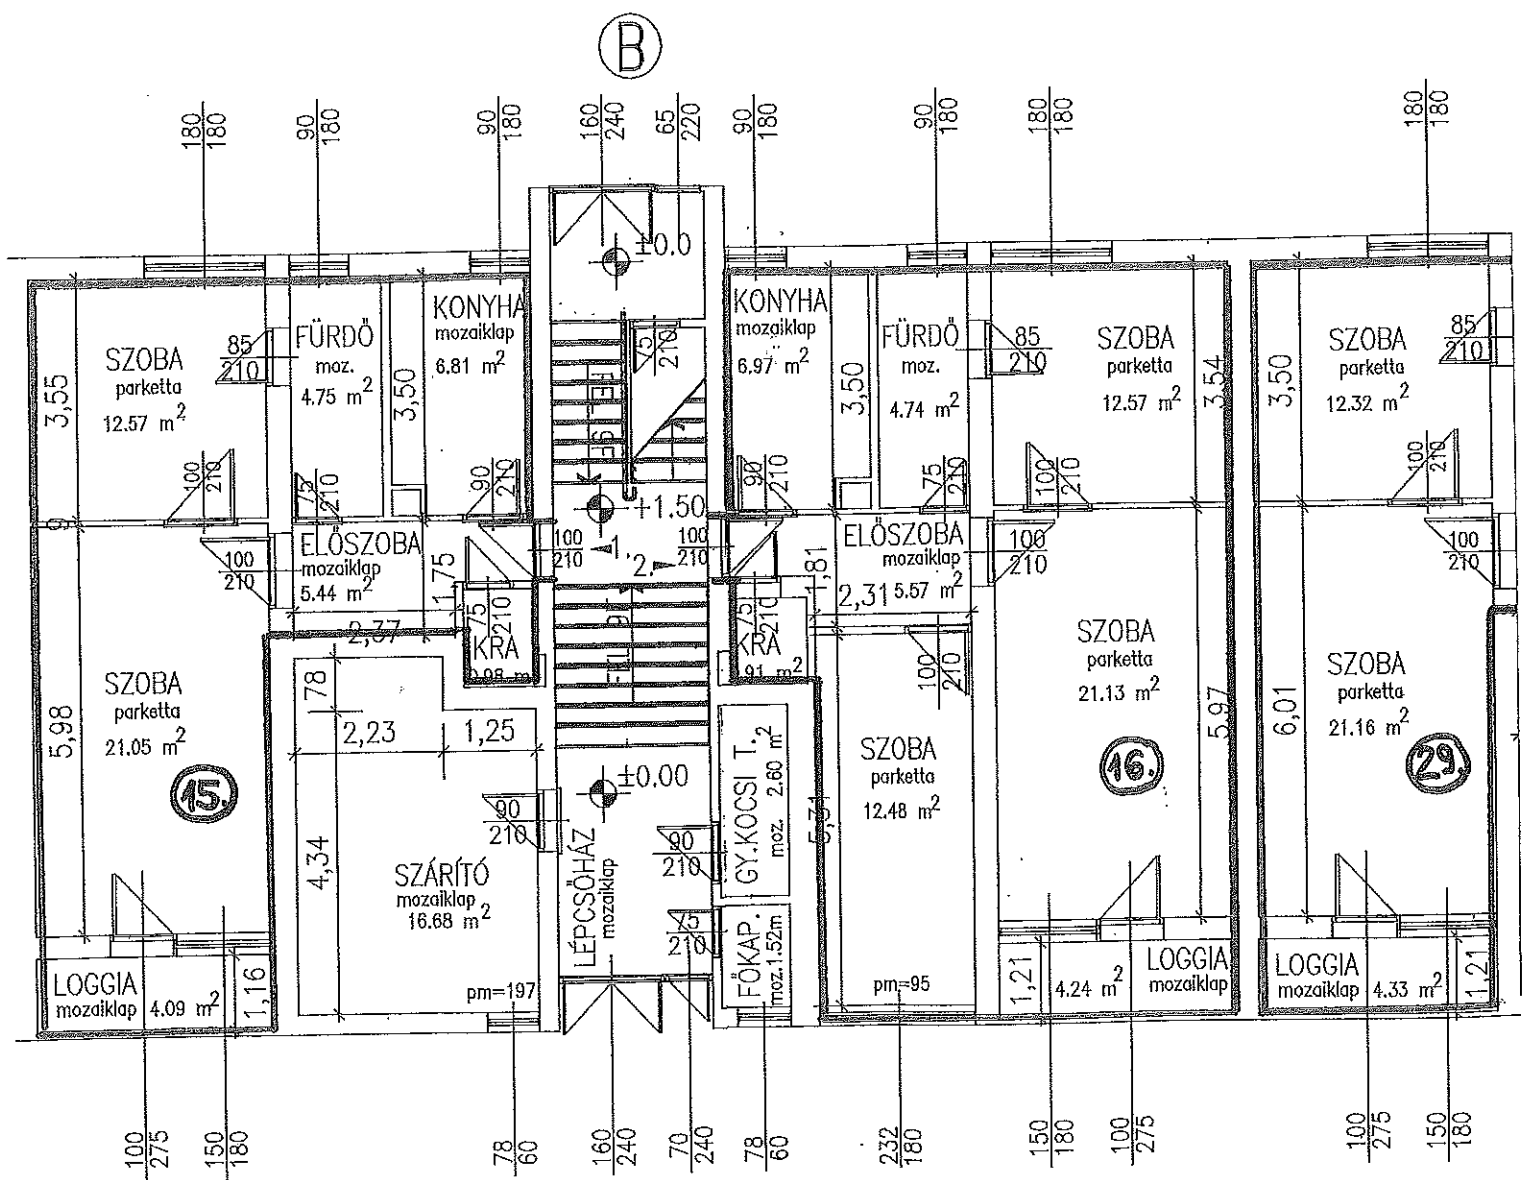 B
180
180
90
180
90
180
160
240
65
220
90
180
90
180
180
180
180
180
±0.0
SZOBA
parketta
12.57 m²
3,55
85
210
100
210
FÜRDŐ
moz.
4.75 m²
75
210
3,50
KONYHA
mozaiklap
6.81 m²
90
210
75
210
KONYHA
mozaiklap
6.97 m²
90
210
3,50
FÜRDŐ
moz.
4.74 m²
75
210
85
210
SZOBA
parketta
12.57 m²
3,54
100
210
3,50
SZOBA
parketta
12.32 m²
85
210
100
210
+1.50
100
210
1.
2.
100
210
ELŐSZOBA
mozaiklap
5.44 m²
1,75
2,37
100
210
75
210
KRA
0.98 m²
ELŐSZOBA
mozaiklap
5.57 m²
1,81
2,31
75
210
KRA
.91 m²
100
210
100
210
100
210
SZOBA
parketta
21.05 m²
5,98
15.
78
2,23
1,25
4,34
SZÁRÍTÓ
mozaiklap
16.68 m²
90
210
pm=197
±0.00
LÉPCSŐHÁZ
mozaiklap
90
210
75
210
GY.KOCSI T.
moz. 2.60 m²
FŐKAP.
moz.1.52m
SZOBA
parketta
12.48 m²
pm=95
SZOBA
parketta
21.13 m²
5,97
16.
6,01
SZOBA
parketta
21.16 m²
29.
LOGGIA
mozaiklap 4.09 m²
1,16
1,21
4.24 m²
LOGGIA
mozaiklap
LOGGIA
mozaiklap 4.33 m²
1,21
100
275
150
180
78
60
160
240
70
240
78
60
232
180
150
180
100
275
100
275
150
180